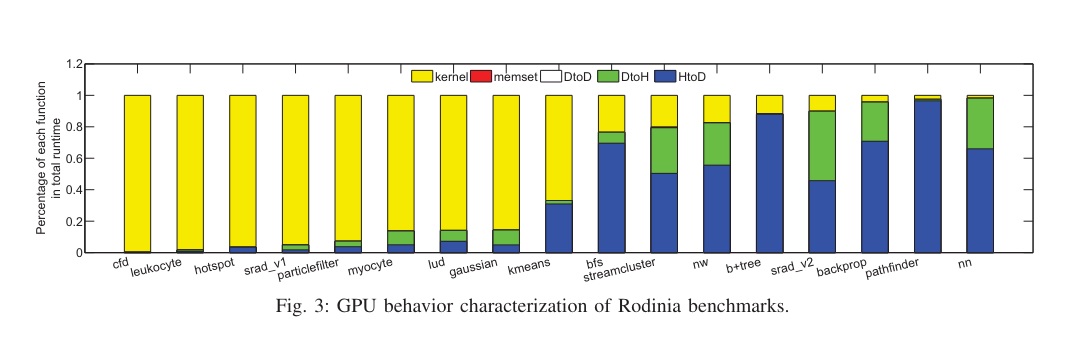 Percentage of each function
in total runtime
1.2
1
0.8
0.6
0.4
0.2
0
kernel memset DtoD DtoH HtoD
cfd leukocyte hotspot srad_v1 particlefilter myocyte lud gaussian kmeans bfs streamcluster nw b+tree srad_v2 backprop pathfinder nn
Fig. 3: GPU behavior characterization of Rodinia benchmarks.